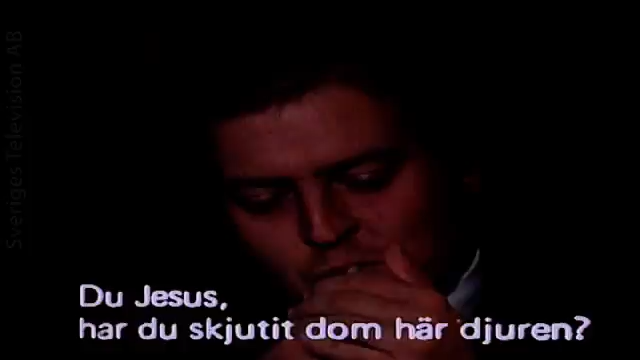 Sveriges Television AB
Du Jesus,
har du skjutit dom här djuren?